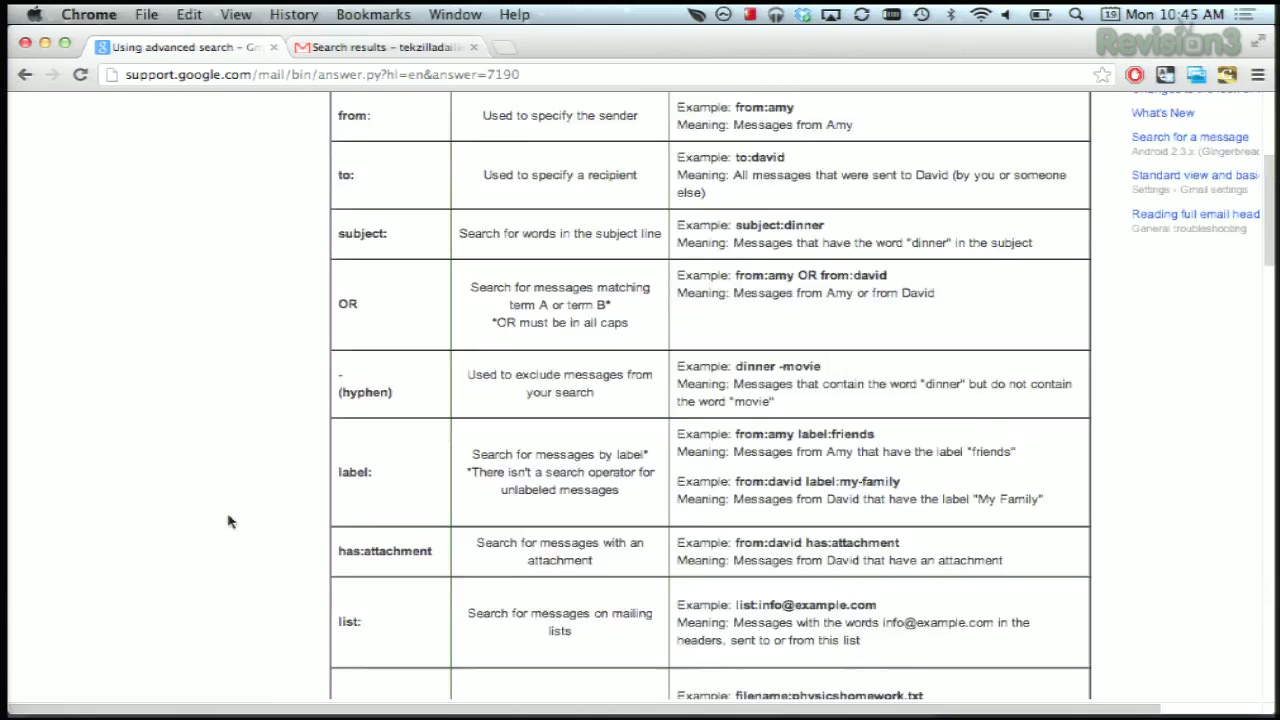 Chrome File Edit View History Bookmarks Window Help
19 Mon 10:45 AM
Revision3
Using advanced search – Gm
Search results – tekzilladaile
support.google.com/mail/bin/answer.py?hl=en&answer=7190
from:
Used to specify the sender
Example: from:amy
Meaning: Messages from Amy
to:
Used to specify a recipient
Example: to:david
Meaning: All messages that were sent to David (by you or someone
else)
subject:
Search for words in the subject line
Example: subject:dinner
Meaning: Messages that have the word "dinner" in the subject
OR
Search for messages matching
term A or term B*
*OR must be in all caps
Example: from:amy OR from:david
Meaning: Messages from Amy or from David
-
(hyphen)
Used to exclude messages from
your search
Example: dinner -movie
Meaning: Messages that contain the word "dinner" but do not contain
the word "movie"
label:
Search for messages by label*
*There isn't a search operator for
unlabeled messages
Example: from:amy label:friends
Meaning: Messages from Amy that have the label "friends"
Example: from:david label:my-family
Meaning: Messages from David that have the label "My Family"
has:attachment
Search for messages with an
attachment
Example: from:david has:attachment
Meaning: Messages from David that have an attachment
list:
Search for messages on mailing
lists
Example: list:info@example.com
Meaning: Messages with the words info@example.com in the
headers, sent to or from this list
Example: filename:physicshomework.txt
What's New
Search for a message
Android 2.3.x (Gingerbread
Standard view and basi
Settings - Gmail settings
Reading full email head
General troubleshooting